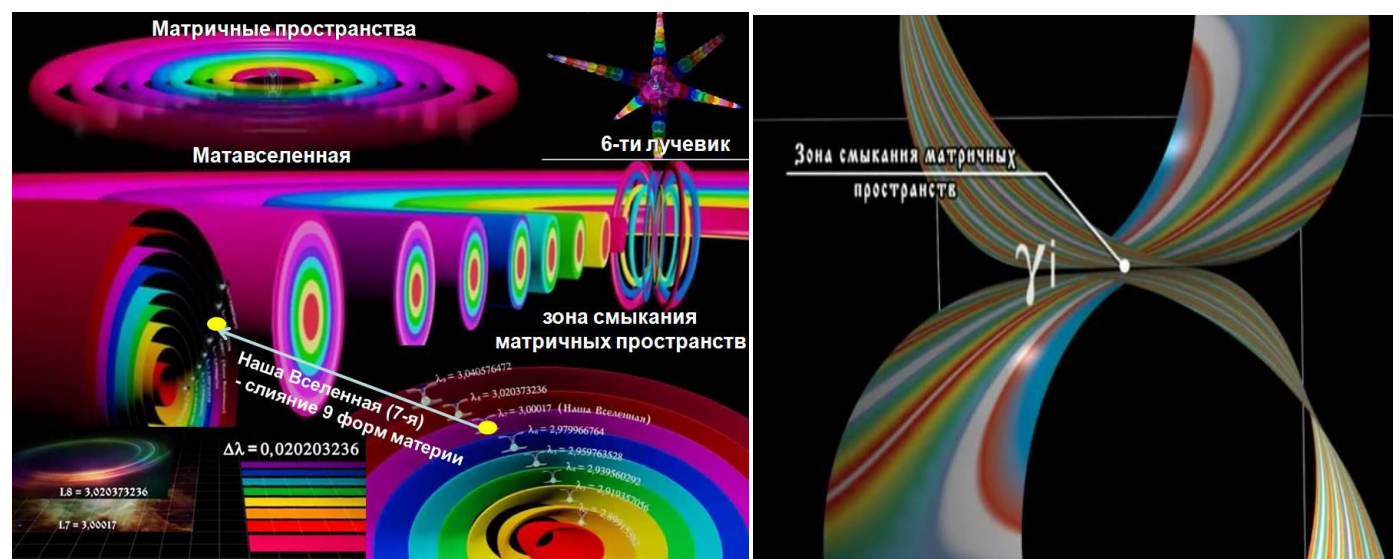 Матричные пространства
6-ти лучевик
Матавселенная
зона смыкания
матричных пространств
Наша Вселенная (7-я)
- слияние 9 форм материи
λ₉ = 3,040576472
λ₈ = 3,020373236
λ₇ = 3,00017 (Наша Вселенная)
λ₆ = 2,979966764
λ₅ = 2,959763528
λ₄ = 2,939560292
2,919357056
Δλ = 0,020203236
L8 = 3,020373236
L7 = 3,00017
Зона смыкания матричных
пространств
γi